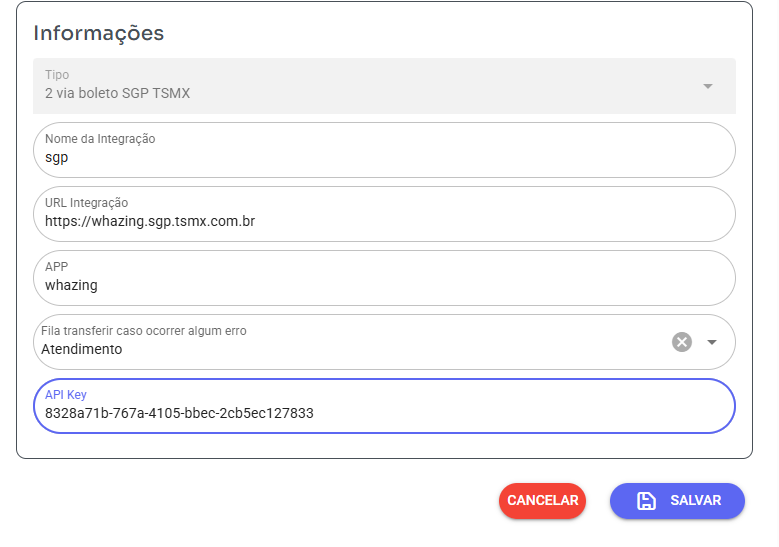 Informações
Tipo
2 via boleto SGP TSMX
Nome da Integração
sgp
URL Integração
https://whazing.sgp.tsmx.com.br
APP
whazing
Fila transferir caso ocorrer algum erro
Atendimento
API Key
8328a71b-767a-4105-bbec-2cb5ec127833
CANCELAR
SALVAR